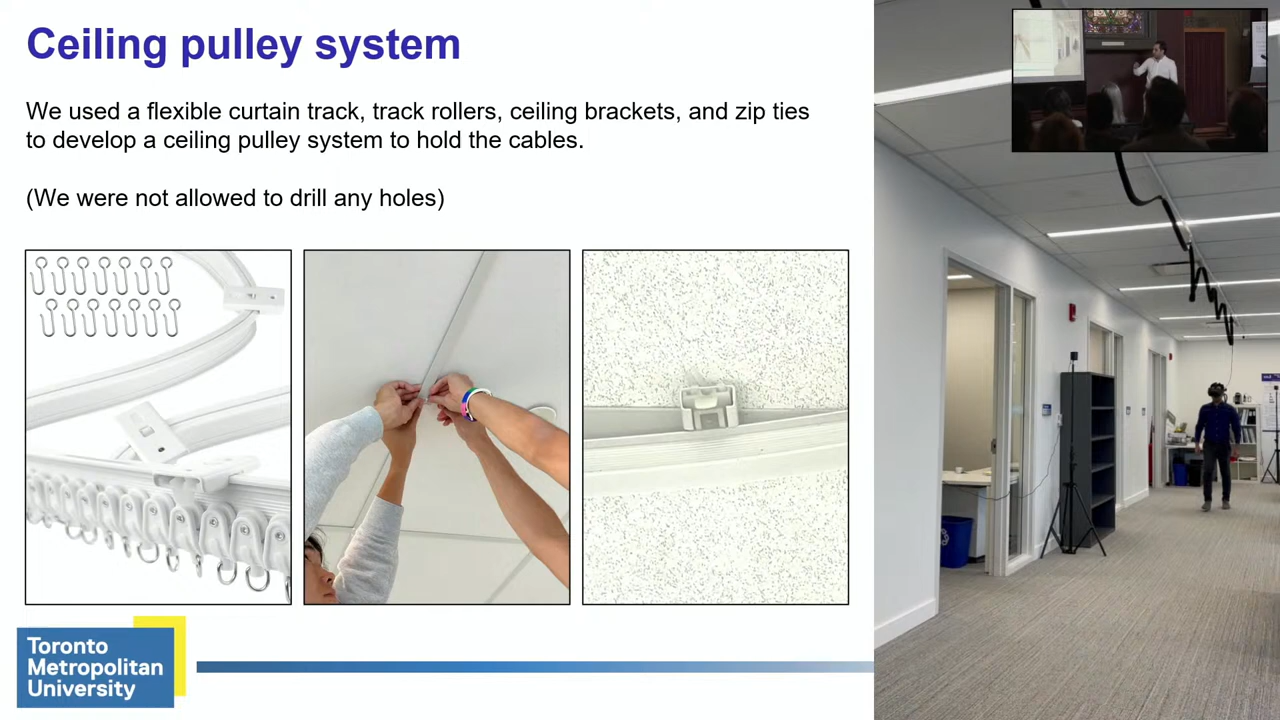 Ceiling pulley system
We used a flexible curtain track, track rollers, ceiling brackets, and zip ties
to develop a ceiling pulley system to hold the cables.
(We were not allowed to drill any holes)
Toronto
Metropolitan
University